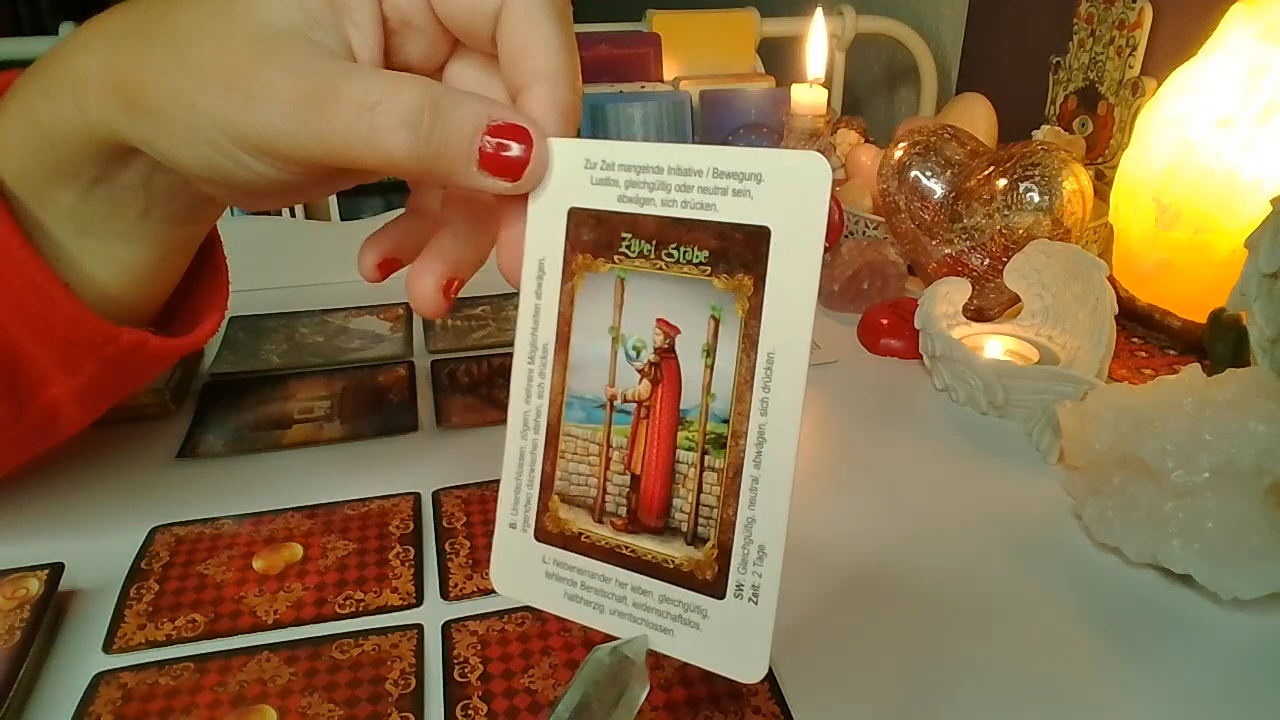 Zur Zeit mangelnde Initiative / Bewegung.
Lustlos, gleichgültig oder neutral sein,
abwägen, sich drücken.
Zwei Stäbe
B: Unentschlossen, zögern, mehrere Möglichkeiten abwägen,
irgendwo dazwischen stehen, sich drücken.
SW: Gleichgültig, neutral, abwägen, sich drücken.
Zeit: 2 Tage.
L: Nebeneinander her leben, gleichgültig,
fehlende Bereitschaft, leidenschaftslos,
halbherzig, unentschlossen.